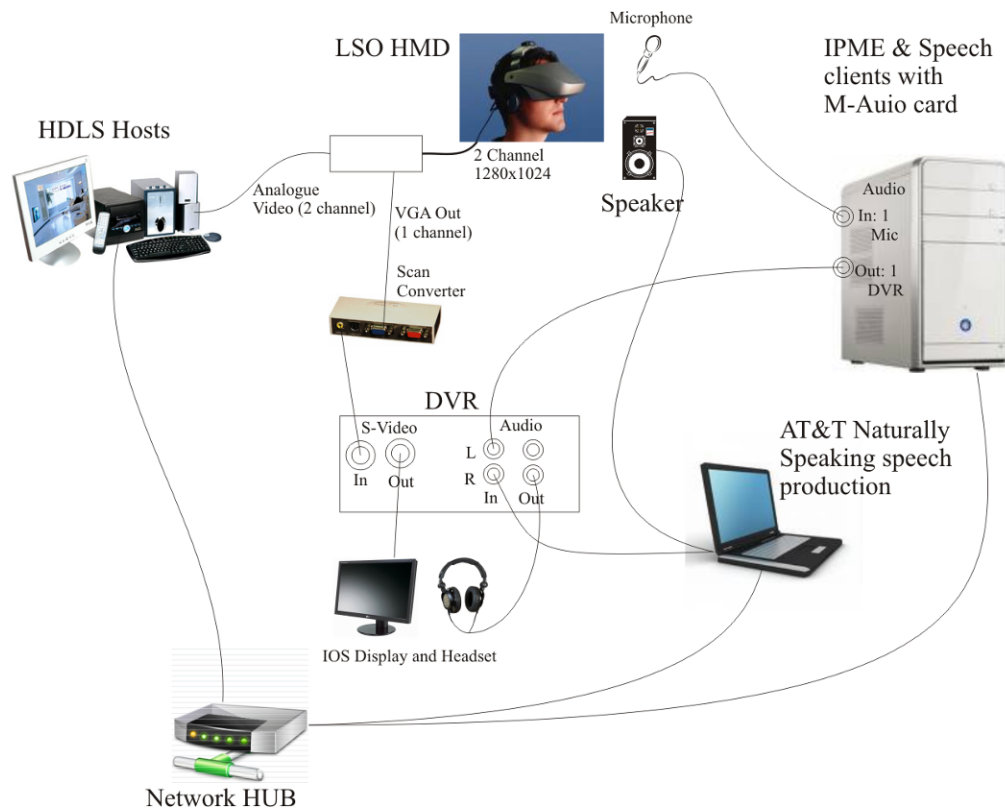 Microphone
LSO HMD
IPME & Speech
clients with
M-Auio card
HDLS Hosts
2 Channel
1280x1024
Analogue
Video (2 channel)
VGA Out
(1 channel)
Speaker
Audio
In: 1
Mic
Out: 1
DVR
Scan
Converter
DVR
S-Video
Audio
L
R
In
Out
In
Out
AT&T Naturally
Speaking speech
production
IOS Display and Headset
Network HUB